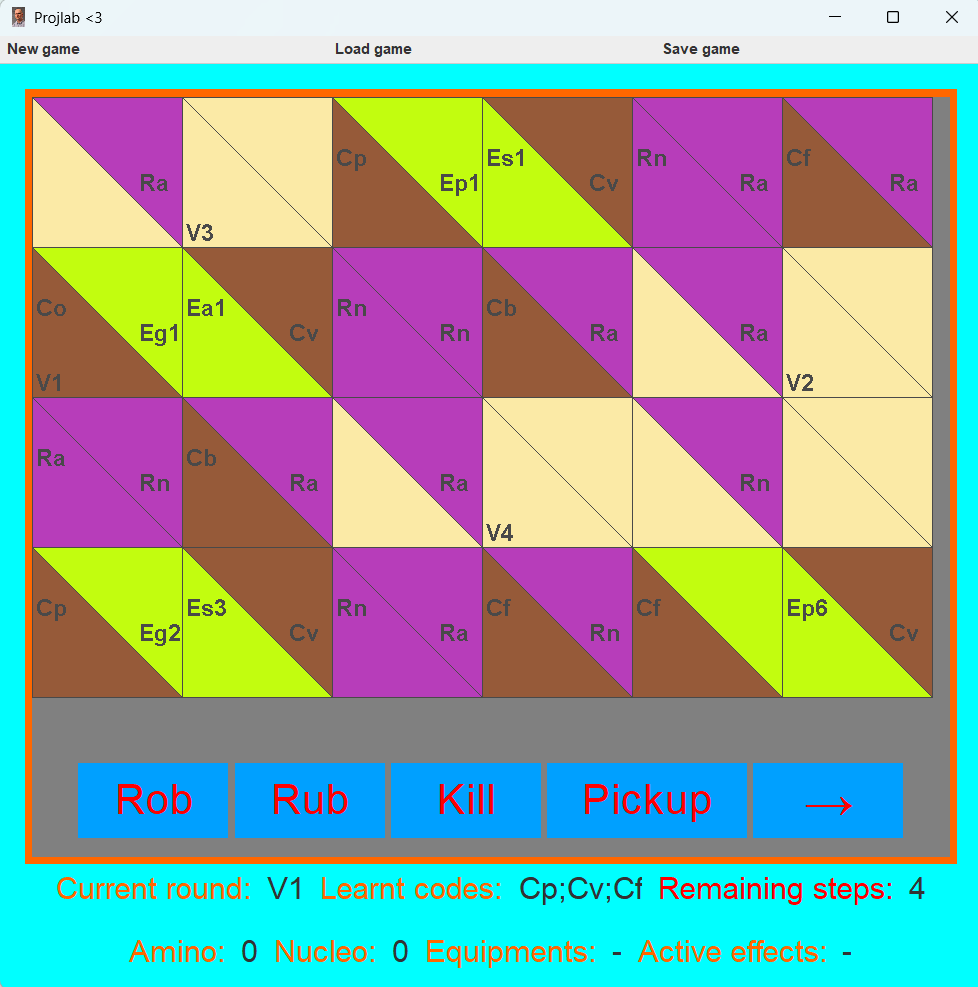 Projlab <3
New game Load game Save game
Cp Es1 Rn Cf
Ra Ep1 Cv Ra Ra
V3
Co Ea1 Rn Cb
Eg1 Cv Rn Ra Ra
V1 V2
Ra Cb
Rn Ra Ra Rn
V4
Cp Es3 Rn Cf Cf Ep6
Eg2 Cv Ra Rn Cv
Rob Rub Kill Pickup →
Current round: V1 Learnt codes: Cp;Cv;Cf Remaining steps: 4
Amino: 0 Nucleo: 0 Equipments: - Active effects: -